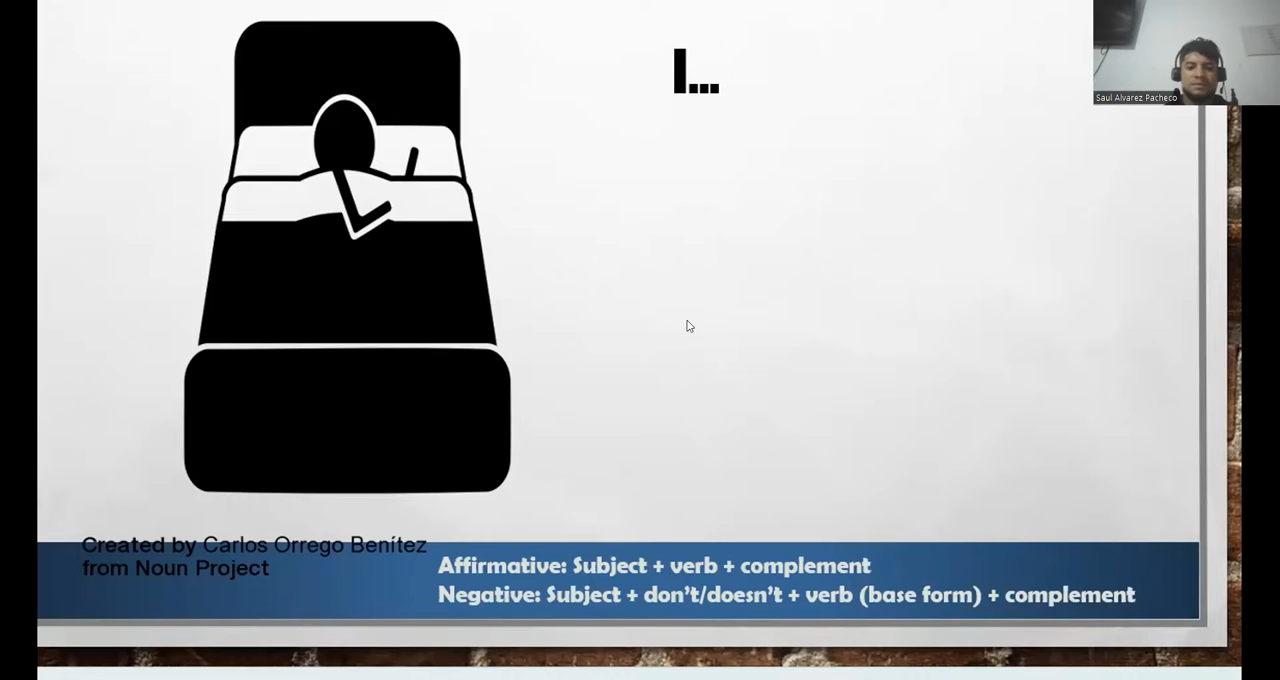 I...
Saul Alvarez Pacheco
Created by Carlos Orrego Benítez
from Noun Project
Affirmative: Subject + verb + complement
Negative: Subject + don't/doesn't + verb (base form) + complement